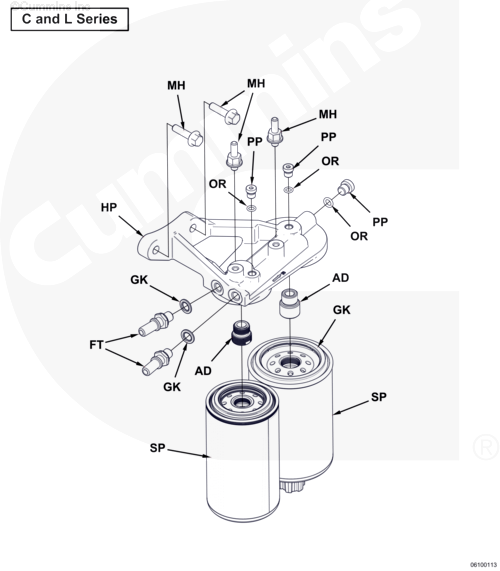 ©Cummins Inc
C and L Series
Cummins
MH
MH
MH
PP
PP
OR
OR
HP
PP
OR
GK
AD
GK
FT
AD
GK
SP
SP
®
06100113